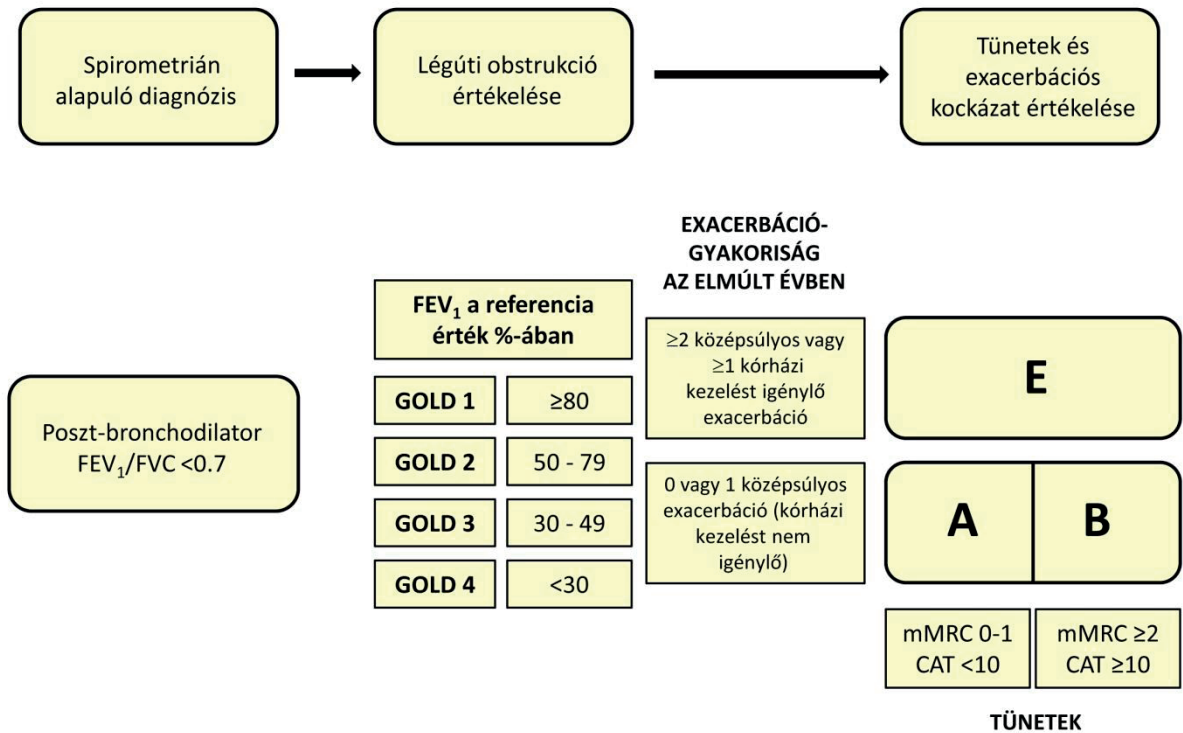 Spirometrián
alapuló diagnózis
Légúti obstrukció
értékelése
Tünetek és
exacerbációs
kockázat értékelése
EXACERBÁCIÓ-
GYAKORISÁG
AZ ELMÚLT ÉVBEN
Poszt-bronchodilator
FEV₁/FVC <0.7
FEV₁ a referencia
érték %-ában
GOLD 1 ≥80
GOLD 2 50 - 79
GOLD 3 30 - 49
GOLD 4 <30
≥2 középsúlyos vagy
≥1 kórházi
kezelést igénylő
exacerbáció
E
0 vagy 1 középsúlyos
exacerbáció (kórházi
kezelést nem
igénylő)
A B
mMRC 0-1
CAT <10
mMRC ≥2
CAT ≥10
TÜNETEK